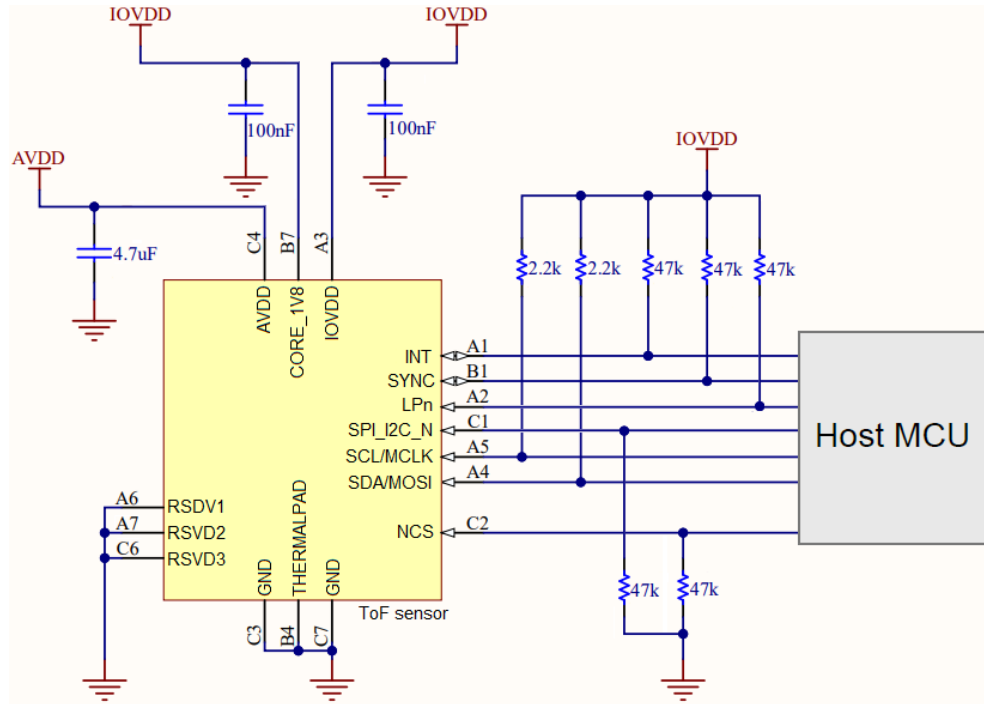 IOVDD
IOVDD
100nF
100nF
AVDD
IOVDD
4.7uF
C4
B7
A3
2.2k
2.2k
47k
47k
47k
AVDD
CORE_1V8
IOVDD
INT
A1
SYNC
B1
LPn
A2
SPI_I2C_N
C1
SCL/MCLK
A5
SDA/MOSI
A4
Host MCU
A6
RSDV1
A7
RSVD2
C6
RSVD3
NCS
C2
GND
THERMALPAD
GND
47k
47k
ToF sensor
C3
B4
C7